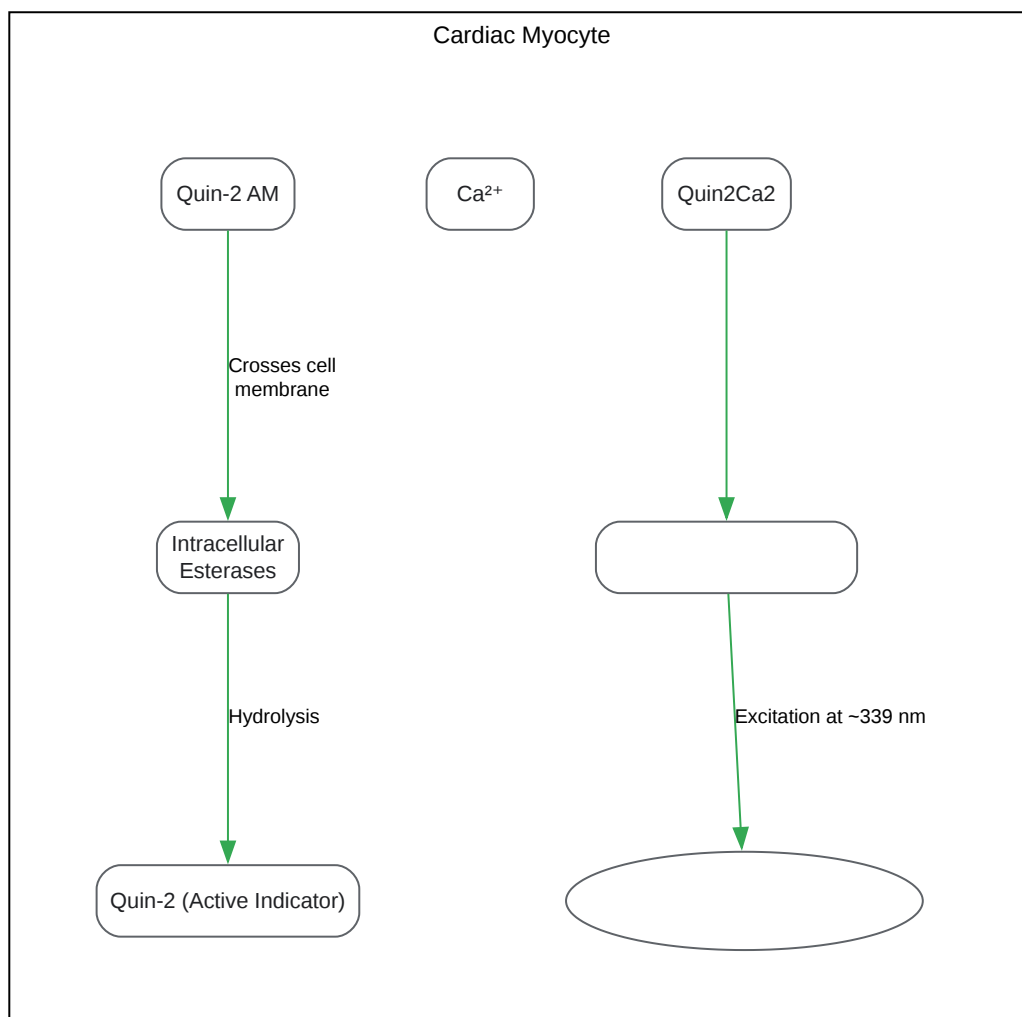 Cardiac Myocyte
Quin-2 AM
Ca²⁺
Quin2Ca2
Crosses cell
membrane
Intracellular
Esterases
Hydrolysis
Excitation at ~339 nm
Quin-2 (Active Indicator)